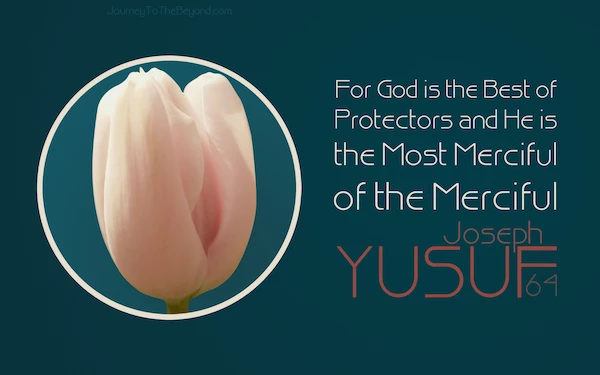 JourneyToTheBeyond.com
For God is the Best of
Protectors and He is
the Most Merciful
of the Merciful
Joseph
YUSUF
64